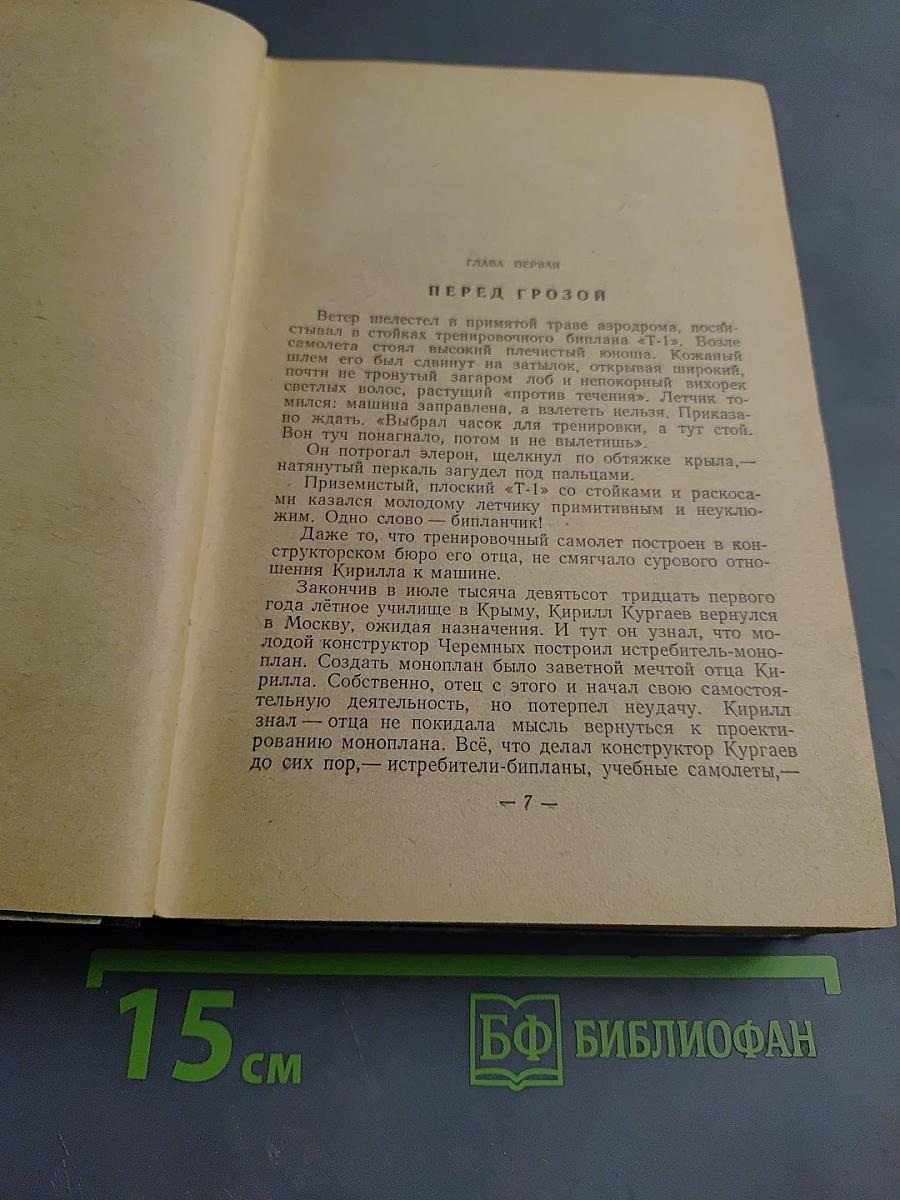 ГЛАВА ПЕРВАЯ
ПЕРЕД ГРОЗОЙ
Ветер шелестел в примятой траве аэродрома, посви-
стывал в стойках тренировочного биплана «Т-1». Возле
самолета стоял высокий плечистый юноша. Кожаный
шлем его был сдвинут на затылок, открывая широкий,
почти не тронутый загаром лоб и непокорный вихорек
светлых волос, растущий «против течения». Летчик то-
мился: машина заправлена, а взлететь нельзя. Приказа-
но ждать. «Выбрал часок для тренировки, а тут стой.
Вон туч понагнало, потом и не вылетишь».
Он потрогал элерон, щелкнул по обтяжке крыла,—
натянутый перкаль загудел под пальцами.
Приземистый, плоский «Т-1» со стойками и раскоса-
ми казался молодому летчику примитивным и неуклю-
жим. Одно слово — бипланчик!
Даже то, что тренировочный самолет построен в кон-
структорском бюро его отца, не смягчало сурового отно-
шения Кирилла к машине.
Закончив в июле тысяча девятьсот тридцать первого
года лётное училище в Крыму, Кирилл Кургаев вернулся
в Москву, ожидая назначения. И тут он узнал, что мо-
лодой конструктор Черемных построил истребитель-моно-
план. Создать моноплан было заветной мечтой отца Ки-
рилла. Собственно, отец с этого и начал свою самостоя-
тельную деятельность, но потерпел неудачу. Кирилл
знал — отца не покидала мысль вернуться к проекти-
рованию моноплана. Всё, что делал конструктор Кургаев
до сих пор,— истребители-бипланы, учебные самолеты,—
— 7 —
15 см
БФ БИБЛИОФАН